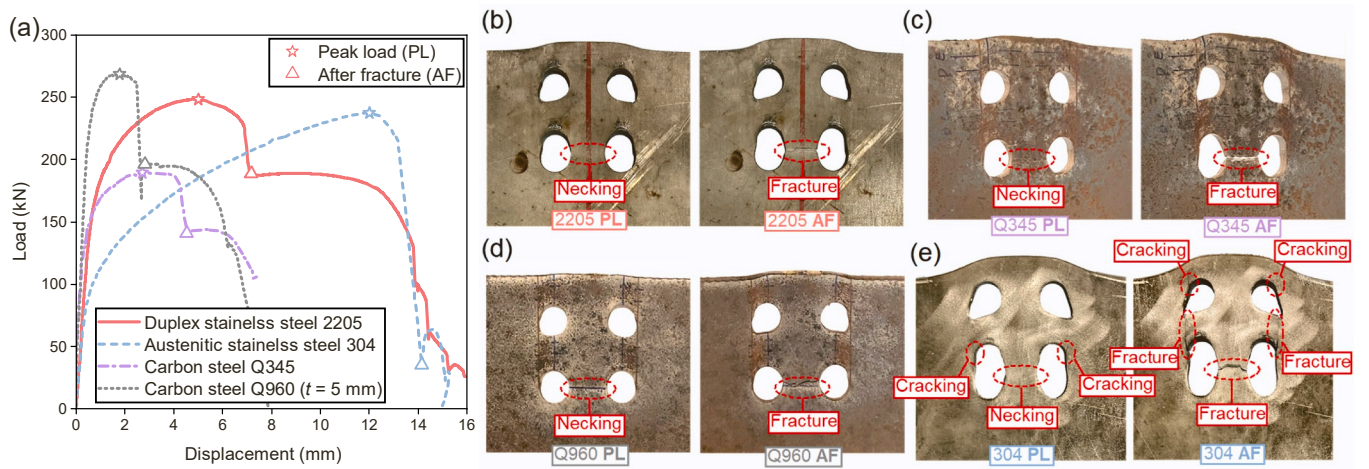 (a)
300
250
200
150
100
50
0
Load (kN)
0 2 4 6 8 10 12 14 16
Displacement (mm)
Peak load (PL)
After fracture (AF)
Duplex stainelss steel 2205
Austenitic stainelss steel 304
Carbon steel Q345
Carbon steel Q960 (t = 5 mm)
(b)
Necking
2205 PL
Fracture
2205 AF
(c)
Necking
Q345 PL
Fracture
Q345 AF
(d)
Necking
Q960 PL
Fracture
Q960 AF
(e)
Cracking
Cracking
Necking
304 PL
Cracking
Cracking
Fracture
Fracture
Fracture
304 AF